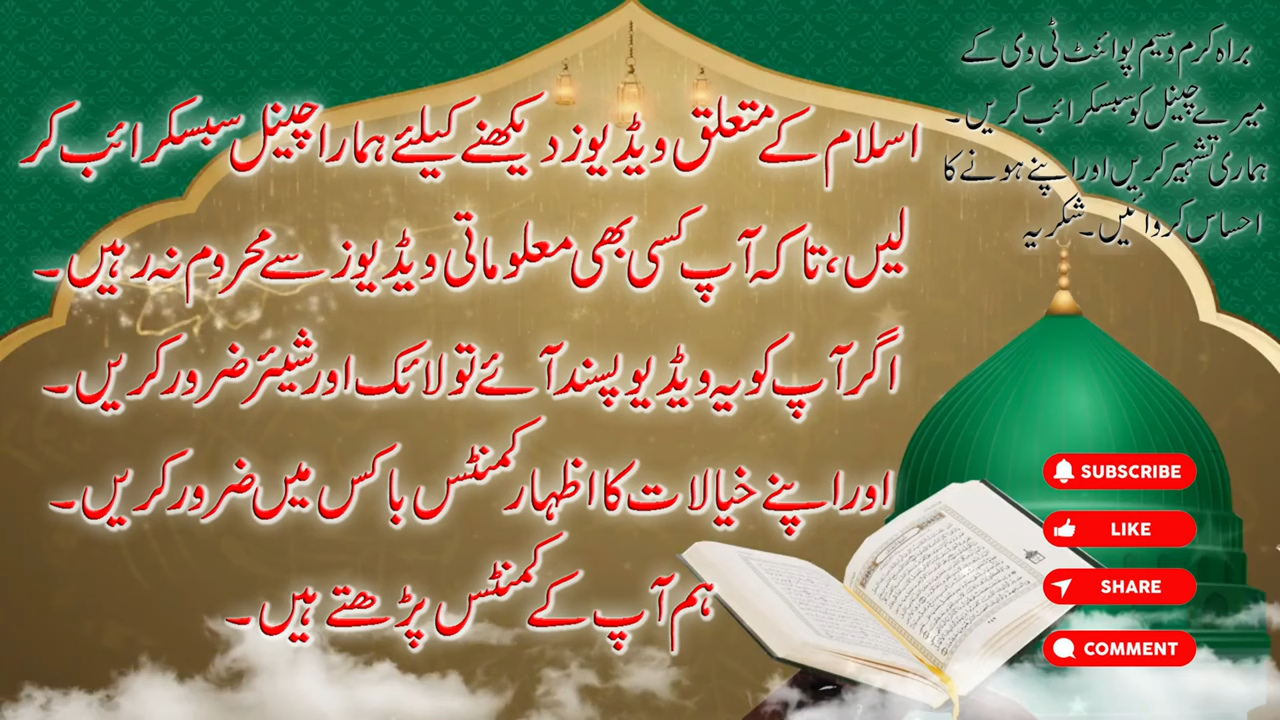 براہ کرم وسیم پوائنٹ ٹی وی کے
میرے چینل کو سبسکرائب کریں۔
ہماری تشہیر کریں اور اپنے ہونے کا
احساس کروائیں۔ شکریہ
اسلام کے متعلق ویڈیوز دیکھنے کیلئے ہمارا چینل سبسکرائب کر
لیں، تاکہ آپ کسی بھی معلوماتی ویڈیوز سے محروم نہ رہیں۔
اگر آپ کو یہ ویڈیو پسند آئے تو لائک اور شیئر ضرور کریں۔
اور اپنے خیالات کا اظہار کمنٹس باکس میں ضرور کریں۔
ہم آپ کے کمنٹس پڑھتے ہیں۔
SUBSCRIBE
LIKE
SHARE
COMMENT